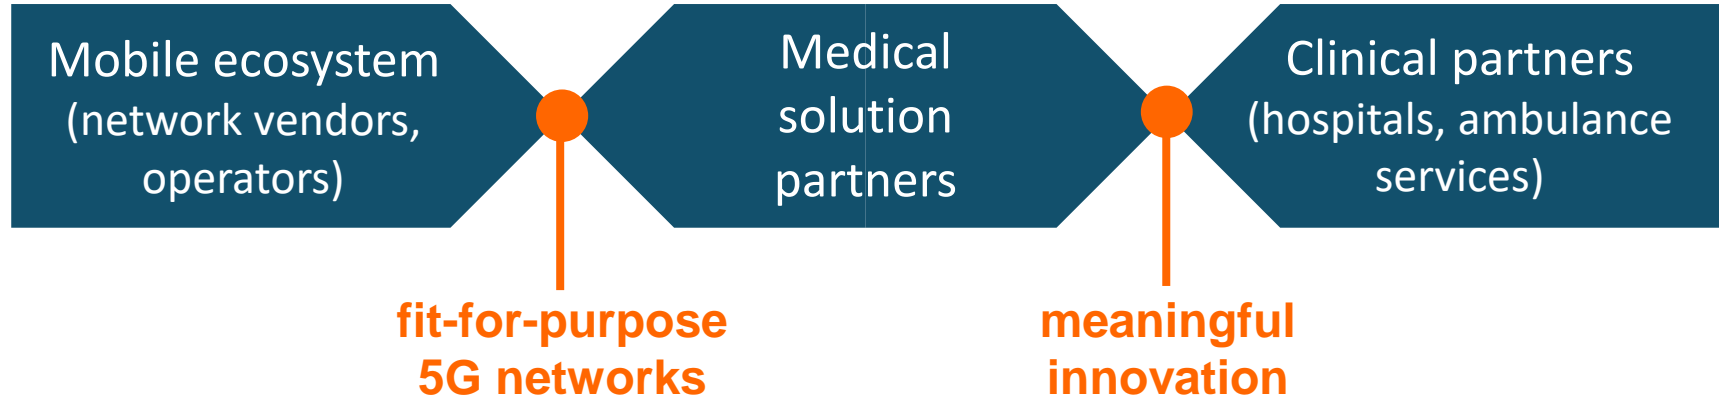 Mobile ecosystem
(network vendors,
operators)
Medical
solution
partners
Clinical partners
(hospitals, ambulance
services)
fit-for-purpose
5G networks
meaningful
innovation